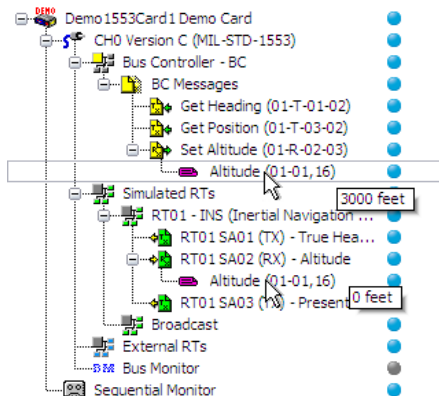 DEMO
Demo1553Card1 Demo Card
CH0 Version C (MIL-STD-1553)
Bus Controller - BC
BC Messages
Get Heading (01-T-01-02)
Get Position (01-T-03-02)
Set Altitude (01-R-02-03)
Altitude (01-01,16)
3000 feet
Simulated RTs
RT01 - INS (Inertial Navigation ...
RT01 SA01 (TX) - True Hea...
RT01 SA02 (RX) - Altitude
Altitude (01-01,16)
0 feet
RT01 SA03 - Present
Broadcast
External RTs
BM Bus Monitor
Sequential Monitor